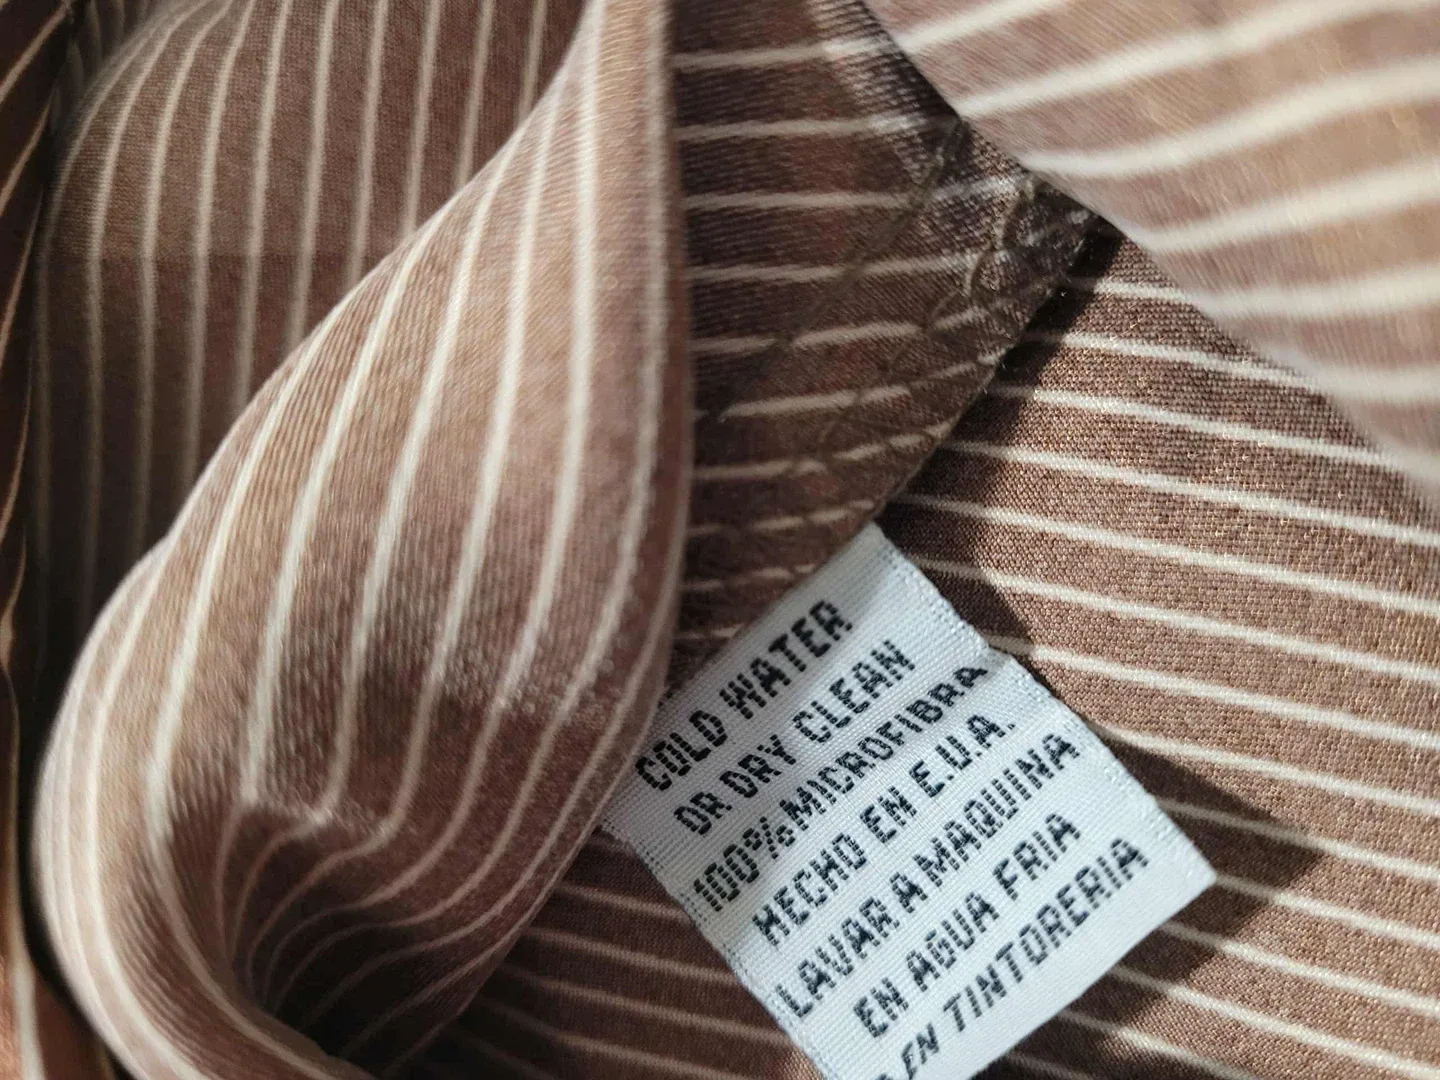 COLD WATER
OR DRY CLEAN
100% MICROFIBRA
HECHO EN E.U.A.
LAVAR A MAQUINA
EN AGUA FRIA
O EN TINTORERIA